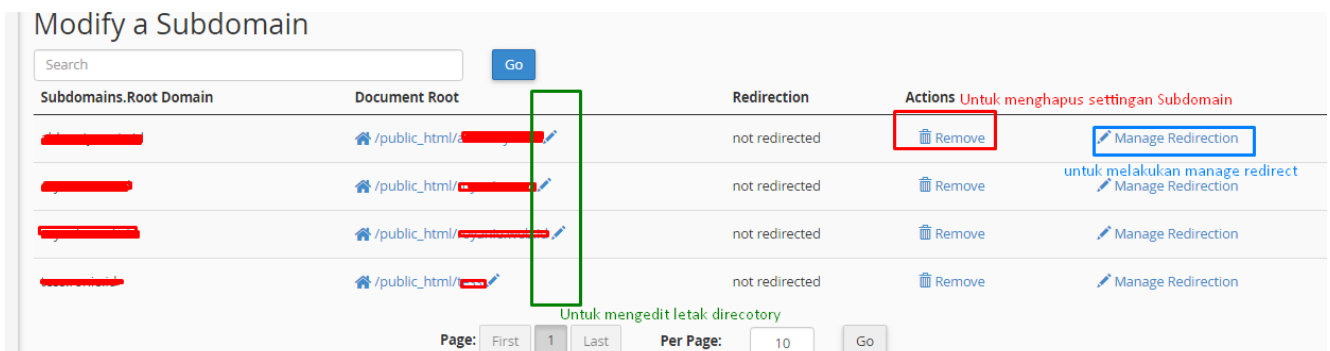 Modify a Subdomain
Search Go
Subdomains.Root Domain Document Root Redirection Actions Untuk menghapus settingan Subdomain
/public_html/a not redirected Remove Manage Redirection
untuk melakukan manage redirect
/public_html/ not redirected Remove Manage Redirection
/public_html/ not redirected Remove Manage Redirection
/public_html/ not redirected Remove Manage Redirection
Untuk mengedit letak direcotory
Page: First 1 Last Per Page: 10 Go